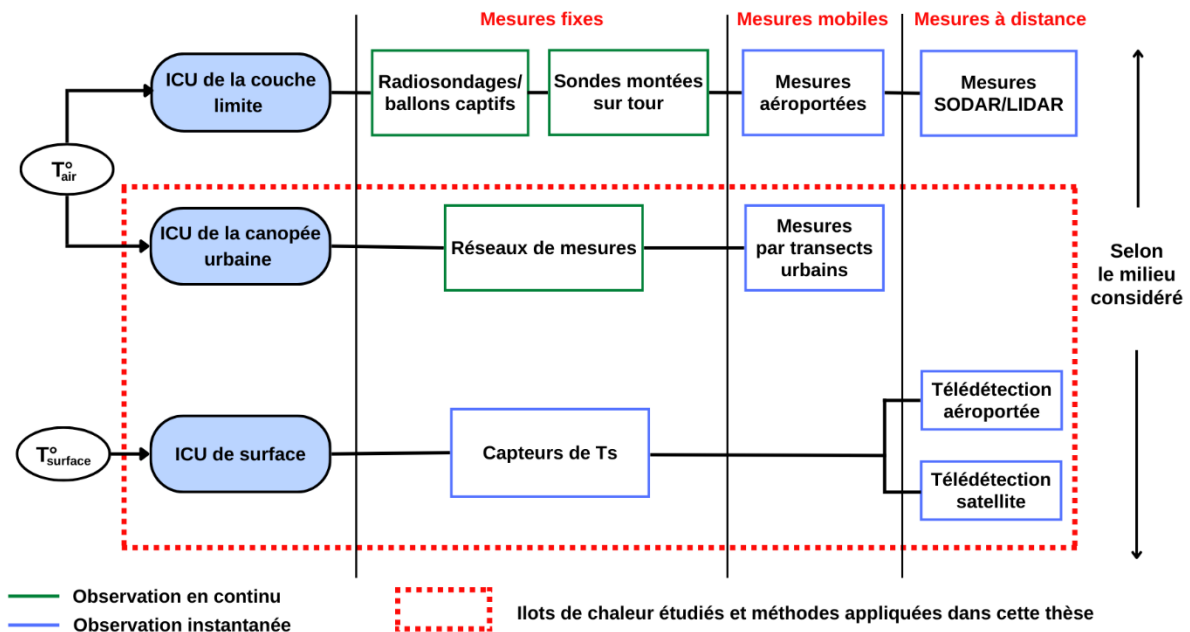 Mesures fixes
Mesures mobiles
Mesures à distance
ICU de la couche
limite
Radiosondages/
ballons captifs
Sondes montées
sur tour
Mesures
aéroportées
Mesures
SODAR/LIDAR
T°air
ICU de la canopée
urbaine
Réseaux de mesures
Mesures
par transects
urbains
Selon
le milieu
considéré
T°surface
ICU de surface
Capteurs de Ts
Télédétection
aéroportée
Télédétection
satellite
Observation en continu
Observation instantanée
Ilots de chaleur étudiés et méthodes appliquées dans cette thèse